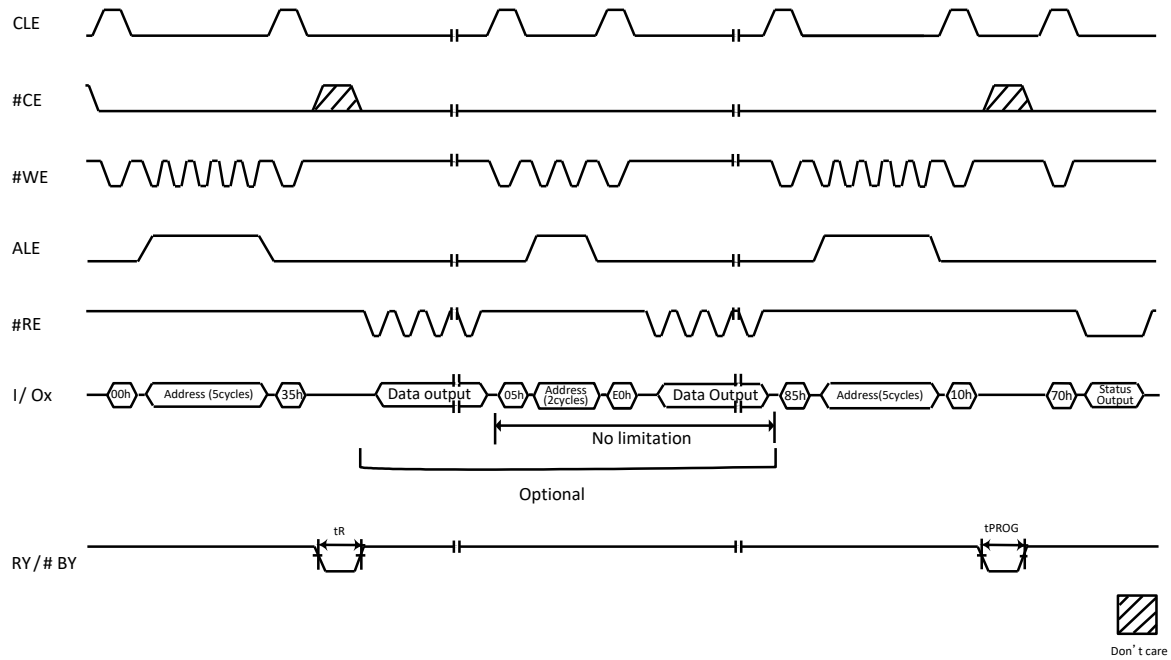 CLE
#CE
#WE
ALE
#RE
I/Ox
00h
Address (5cycles)
35h
Data output
05h
Address
(2cycles)
E0h
Data Output
85h
Address(5cycles)
10h
70h
Status
Output
No limitation
Optional
tR
tPROG
RY/# BY
Don't care